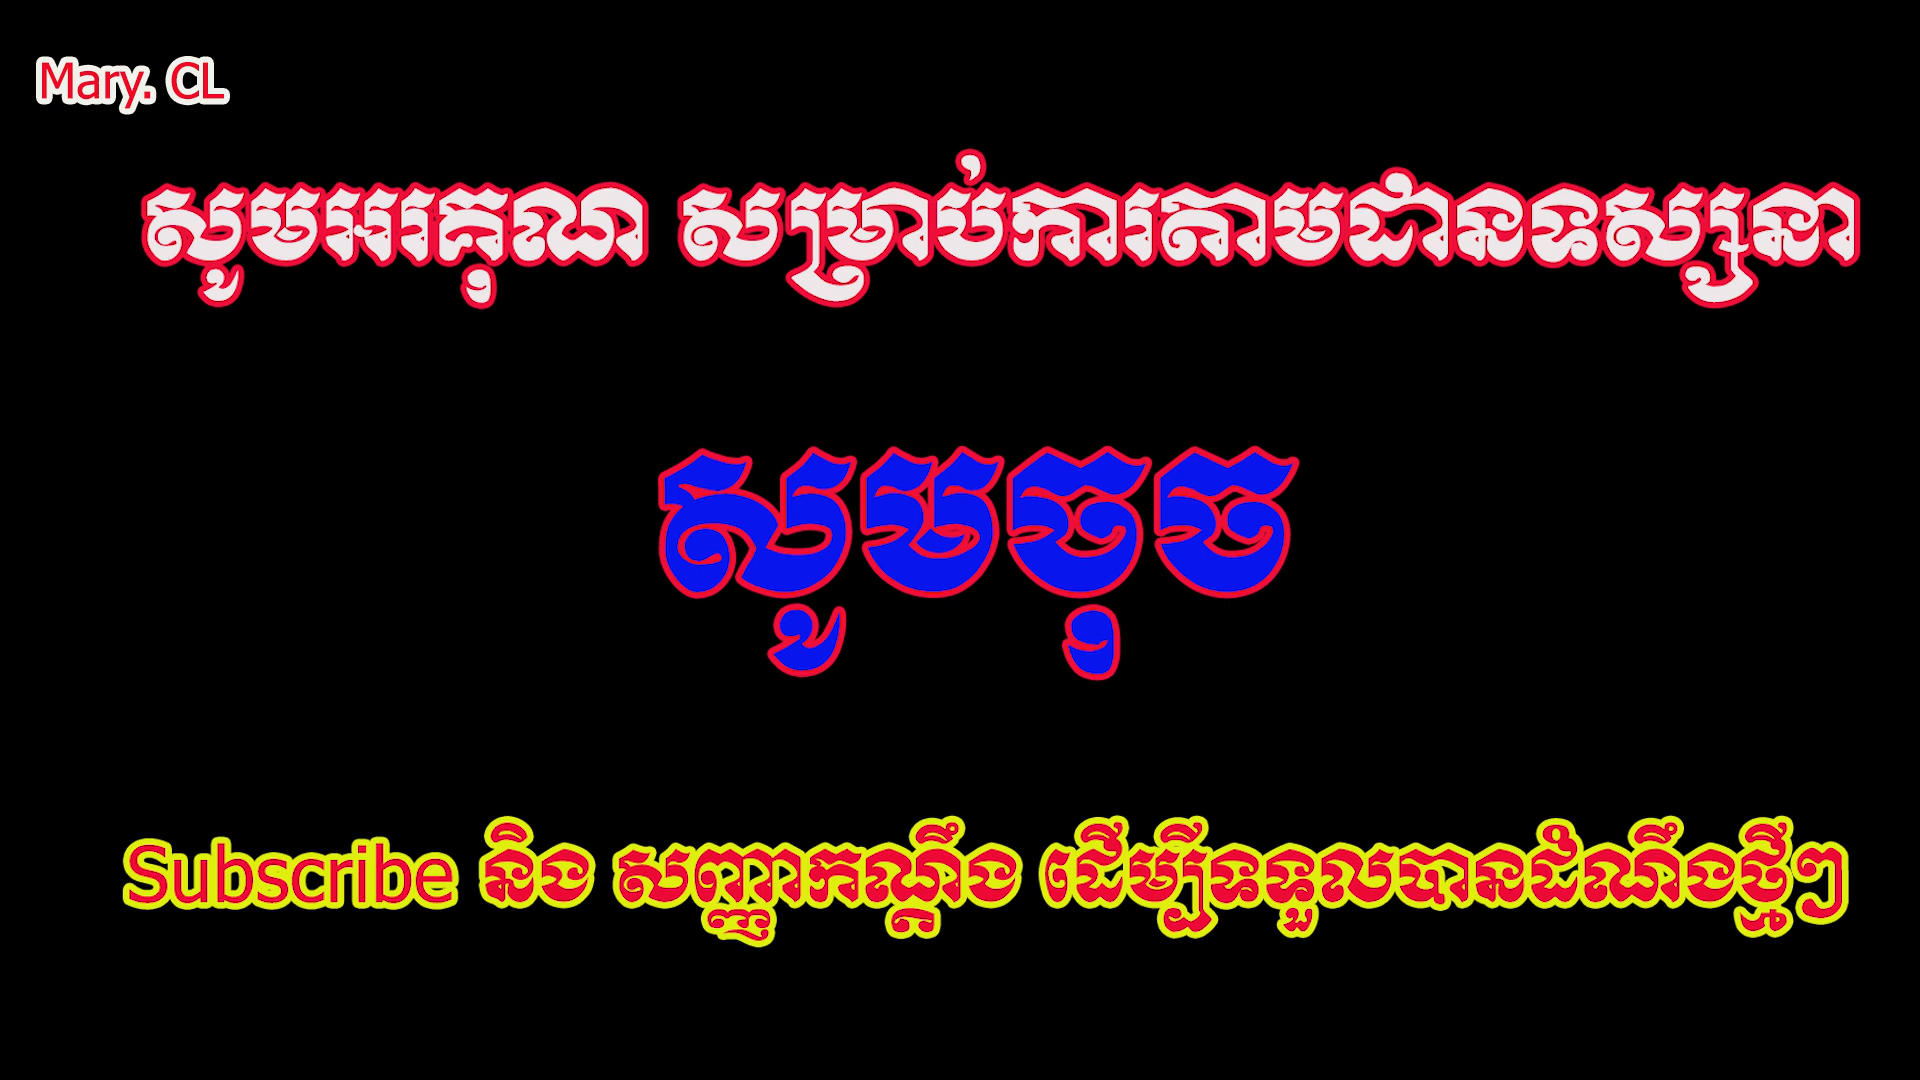 Mary. CL
សូមអរគុណ សម្រាប់ការតាមដានទស្សនា
សូមចុច
Subscribe និង សញ្ញាកណ្ដឹង ដើម្បីទទួលបានដំណឹងថ្មីៗ